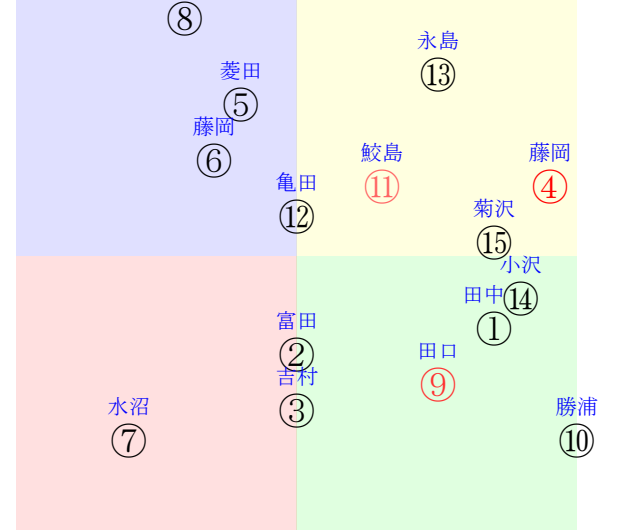 ⑧
永島
⑬
菱田
⑤
藤岡
⑥
鮫島
⑪
藤岡
④
亀田
⑫
菊沢
⑮
小沢
⑭
田中
①
富田
②
田口
⑨
吉村
③
水沼
⑦
勝浦
⑩